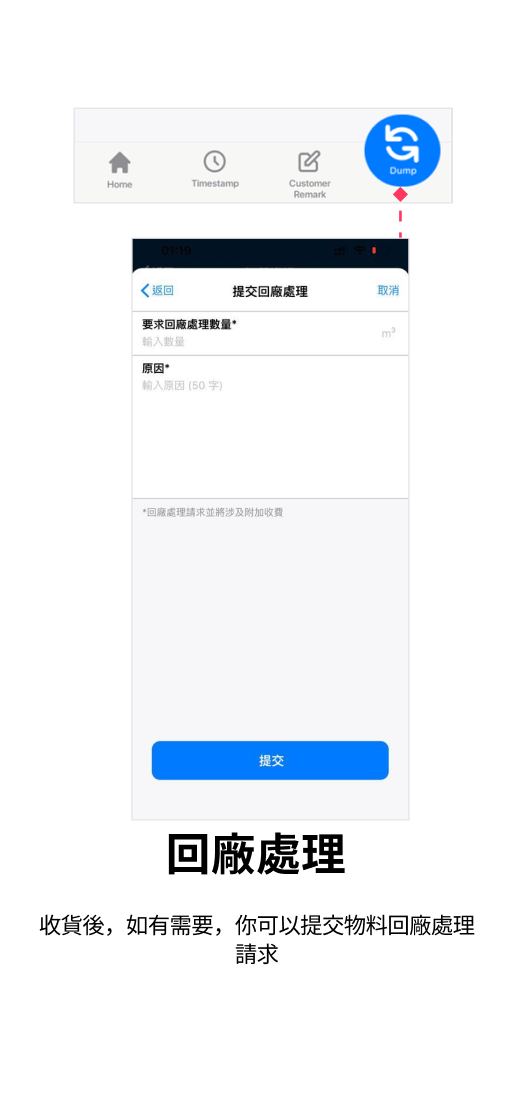 Dump
Home
Timestamp
Customer
Remark
01:19
返回
提交回廠處理
取消
要求回廠處理數量*
輸入數量
m³
原因*
輸入原因 (50 字)
*回廠處理請求並將涉及附加收費
提交
回廠處理
收貨後，如有需要，你可以提交物料回廠處理
請求